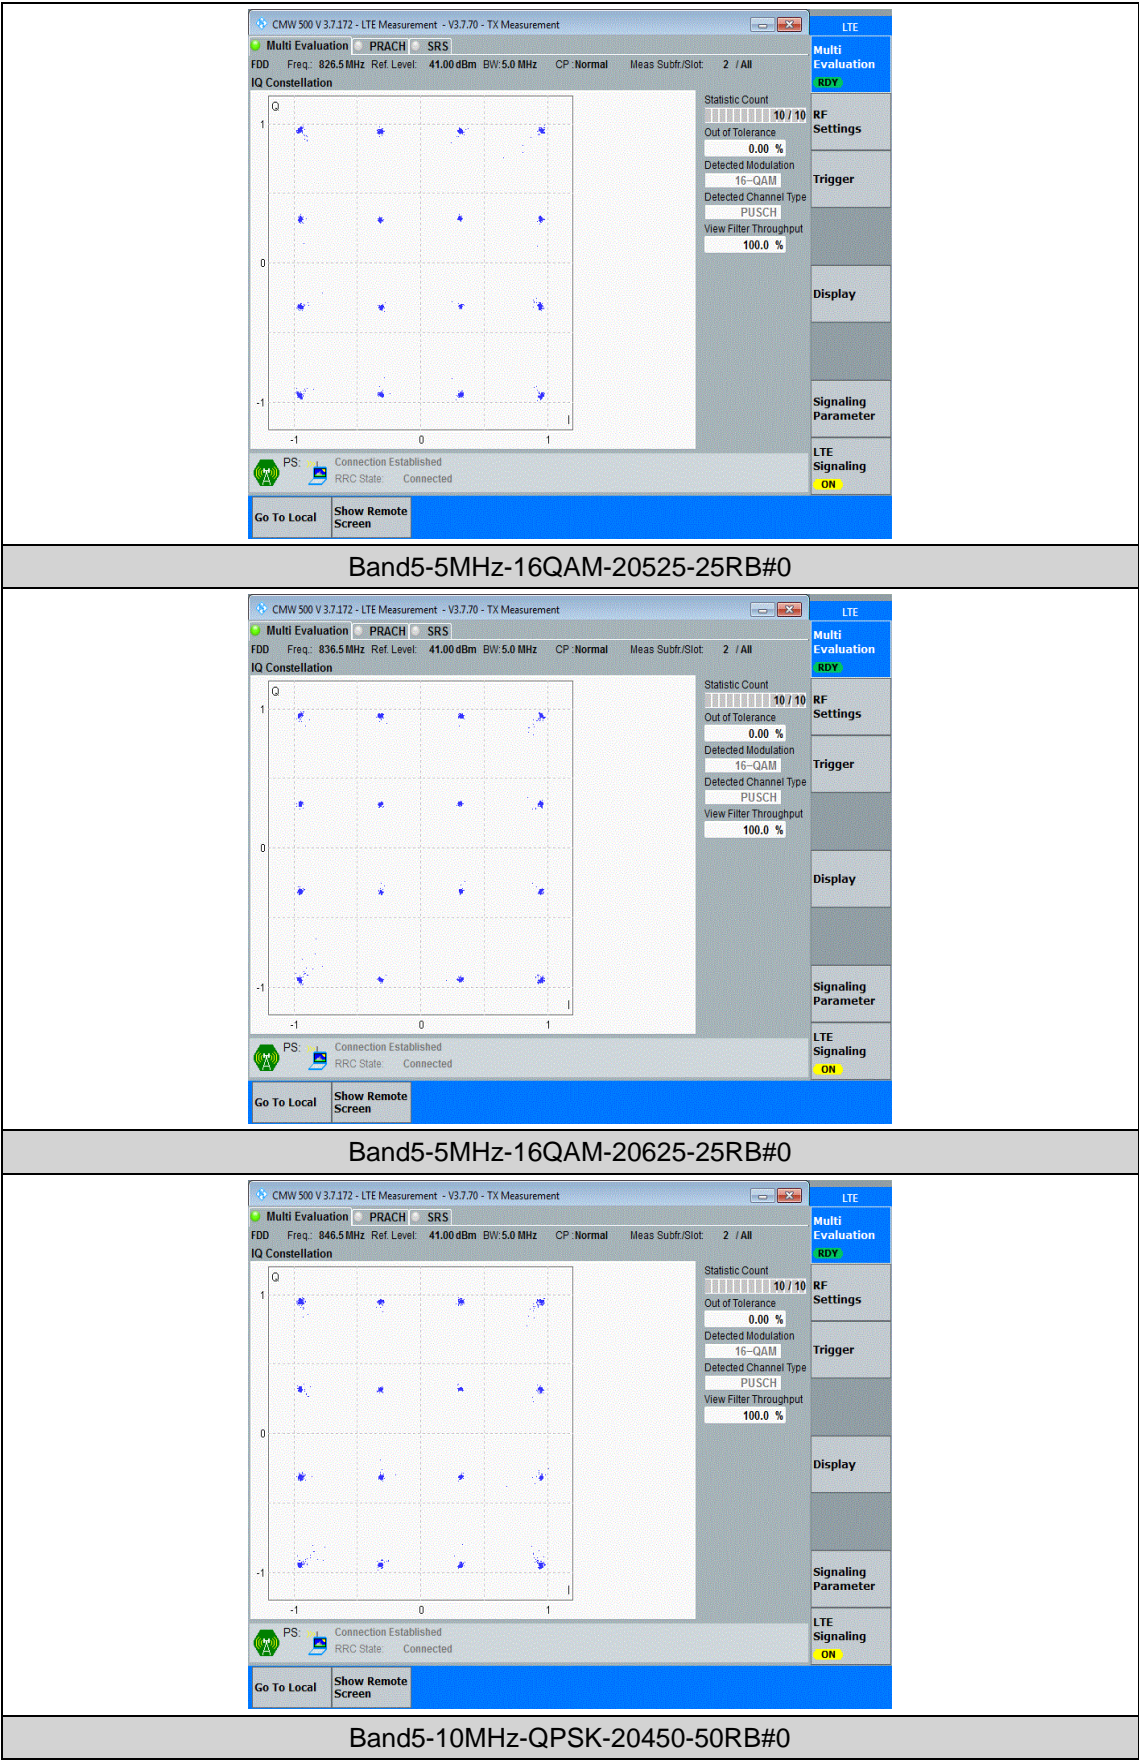 CMW 500 V 3.7.172 - LTE Measurement - V3.7.70 - TX Measurement
LTE
Multi Evaluation PRACH SRS
FDD Freq.: 826.5 MHz Ref. Level: 41.00 dBm BW: 5.0 MHz CP : Normal Meas Subfr./Slot: 2 / All
IQ Constellation
Multi
Evaluation
RDY
Q
1
0
-1
-1 0 1
I
Statistic Count
10 / 10
Out of Tolerance
0.00 %
Detected Modulation
16-QAM
Detected Channel Type
PUSCH
View Filter Throughput
100.0 %
RF
Settings
Trigger
Display
Signaling
Parameter
LTE
Signaling
ON
PS: Connection Established
RRC State: Connected
Go To Local Show Remote
Screen
Band5-5MHz-16QAM-20525-25RB#0
CMW 500 V 3.7.172 - LTE Measurement - V3.7.70 - TX Measurement
LTE
Multi Evaluation PRACH SRS
FDD Freq.: 836.5 MHz Ref. Level: 41.00 dBm BW: 5.0 MHz CP : Normal Meas Subfr./Slot: 2 / All
IQ Constellation
Multi
Evaluation
RDY
Q
1
0
-1
-1 0 1
I
Statistic Count
10 / 10
Out of Tolerance
0.00 %
Detected Modulation
16-QAM
Detected Channel Type
PUSCH
View Filter Throughput
100.0 %
RF
Settings
Trigger
Display
Signaling
Parameter
LTE
Signaling
ON
PS: Connection Established
RRC State: Connected
Go To Local Show Remote
Screen
Band5-5MHz-16QAM-20625-25RB#0
CMW 500 V 3.7.172 - LTE Measurement - V3.7.70 - TX Measurement
LTE
Multi Evaluation PRACH SRS
FDD Freq.: 846.5 MHz Ref. Level: 41.00 dBm BW: 5.0 MHz CP : Normal Meas Subfr./Slot: 2 / All
IQ Constellation
Multi
Evaluation
RDY
Q
1
0
-1
-1 0 1
I
Statistic Count
10 / 10
Out of Tolerance
0.00 %
Detected Modulation
16-QAM
Detected Channel Type
PUSCH
View Filter Throughput
100.0 %
RF
Settings
Trigger
Display
Signaling
Parameter
LTE
Signaling
ON
PS: Connection Established
RRC State: Connected
Go To Local Show Remote
Screen
Band5-10MHz-QPSK-20450-50RB#0